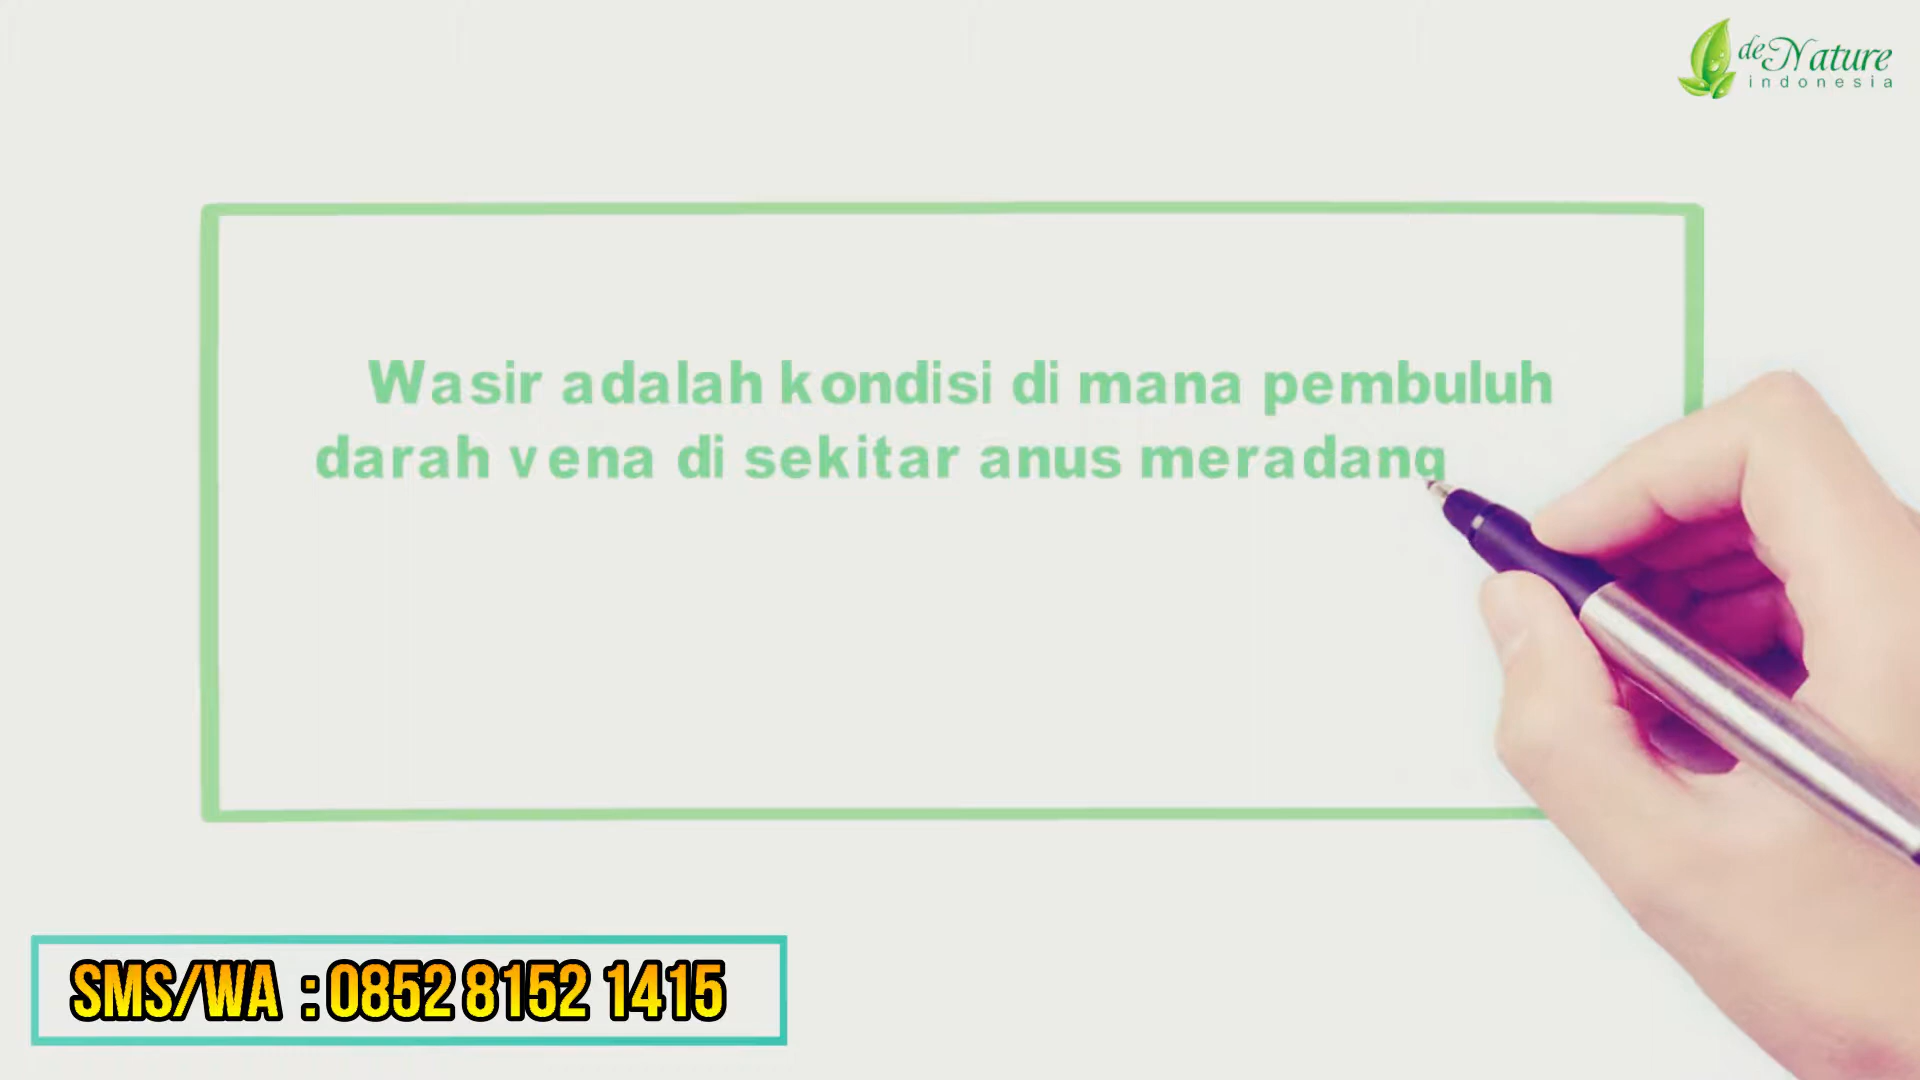 deNature
indonesia
Wasir adalah kondisi di mana pembuluh
darah vena di sekitar anus meradang
SMS/WA : 0852 8152 1415